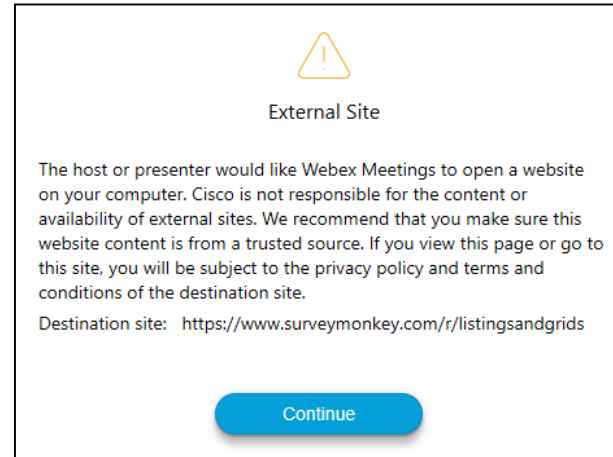 External Site
The host or presenter would like Webex Meetings to open a website
on your computer. Cisco is not responsible for the content or
availability of external sites. We recommend that you make sure this
website content is from a trusted source. If you view this page or go to
this site, you will be subject to the privacy policy and terms and
conditions of the destination site.
Destination site: https://www.surveymonkey.com/r/listingsandgrids
Continue